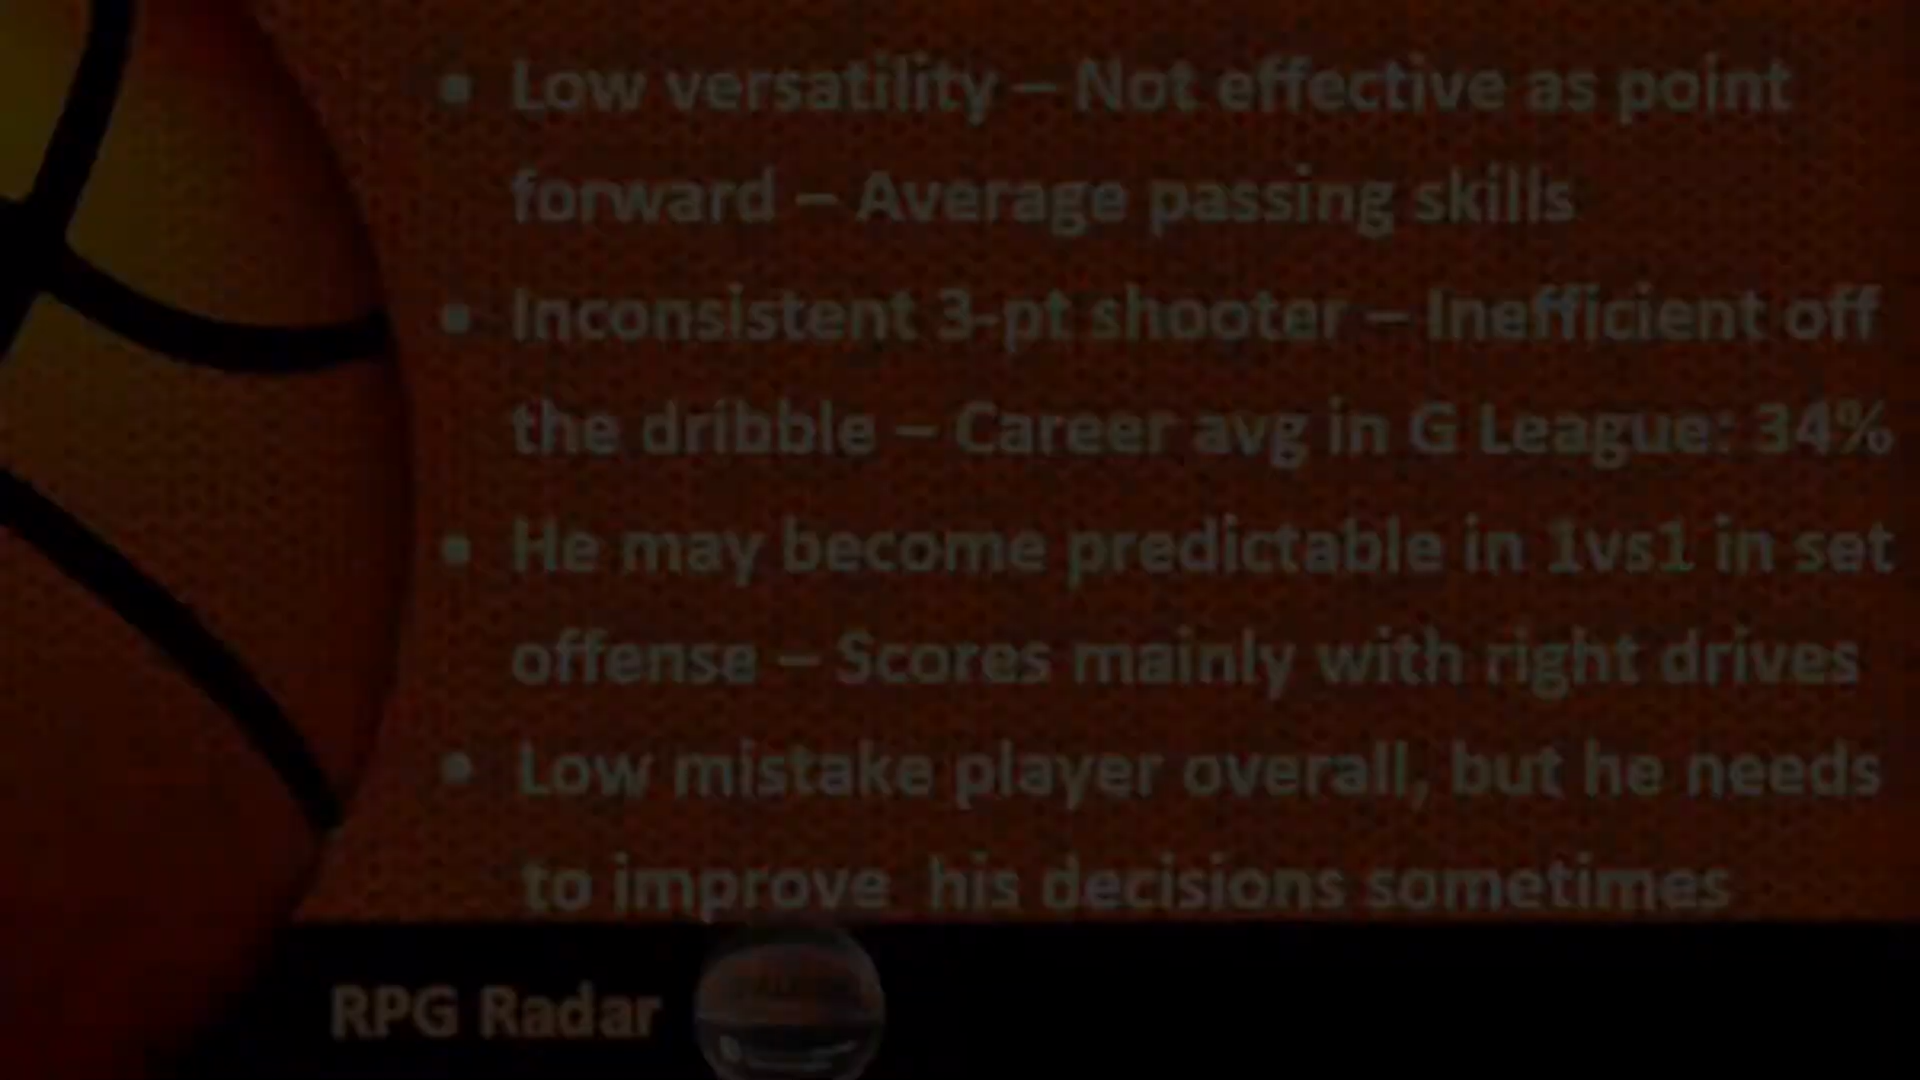 • Low versatility – Not effective as point
forward – Average passing skills
• Inconsistent 3-pt shooter – Inefficient off
the dribble – Career avg in G League: 34%
• He may become predictable in 1vs1 in set
offense – Scores mainly with right drives
• Low mistake player overall, but he needs
to improve  his decisions sometimes
RPG Radar